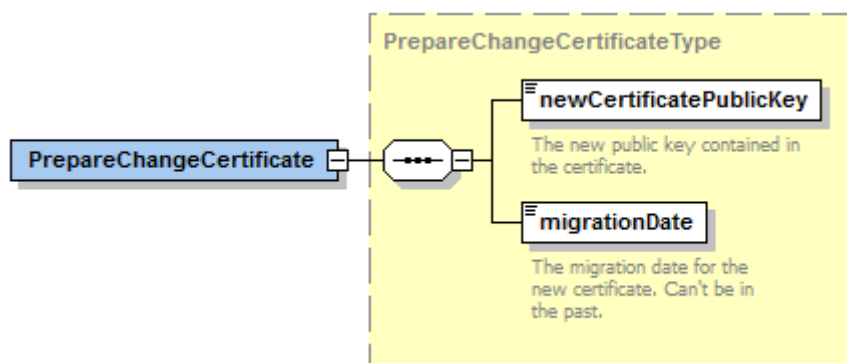 PrepareChangeCertificateType
newCertificatePublicKey
The new public key contained in
the certificate.
PrepareChangeCertificate
migrationDate
The migration date for the
new certificate. Can't be in
the past.